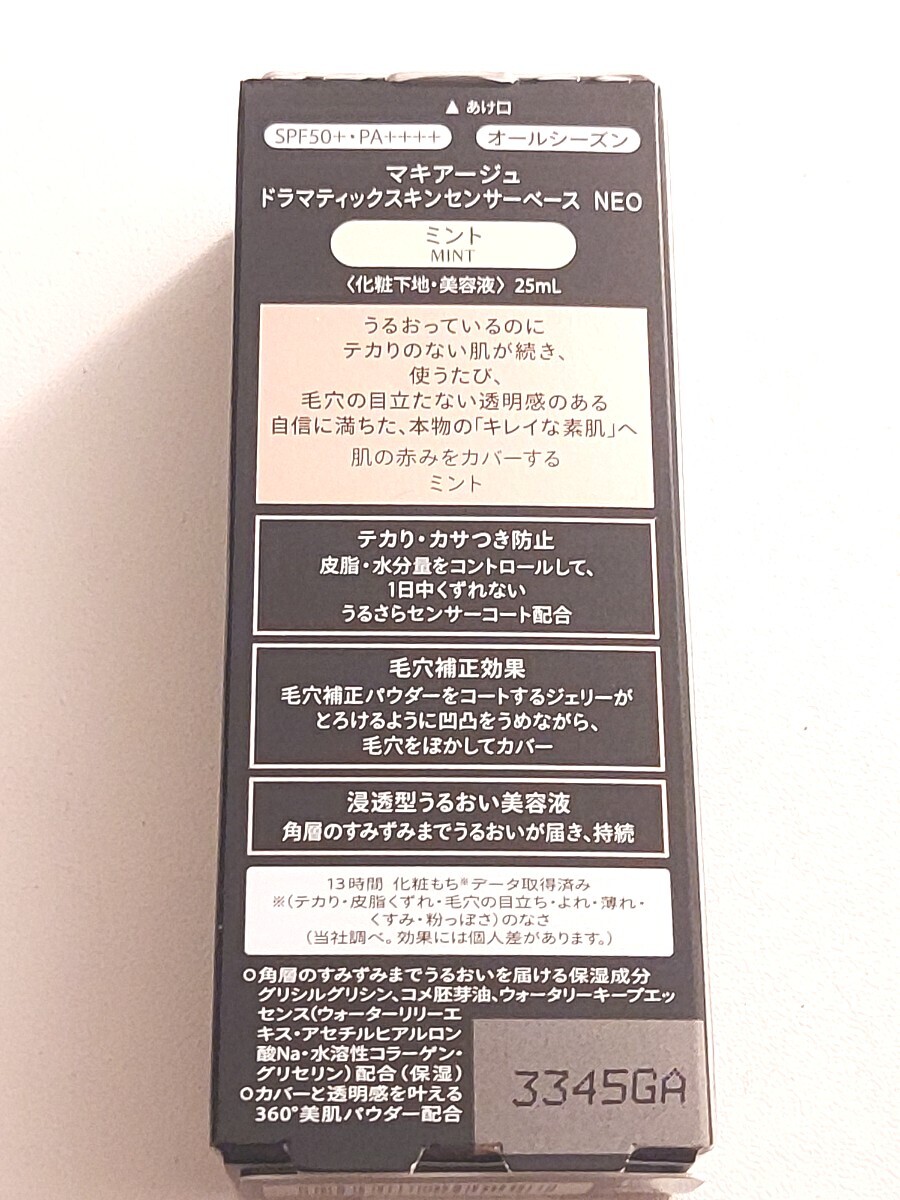 ▲ あけ口
SPF50+・PA++++ オールシーズン
マキアージュ
ドラマティックスキンセンサーベース NEO
ミント
MINT
〈化粧下地・美容液〉 25mL
うるおっているのに
テカりのない肌が続き、
使うたび、
毛穴の目立たない透明感のある
自信に満ちた、本物の「キレイな素肌」へ
肌の赤みをカバーする
ミント
テカり・カサつき防止
皮脂・水分量をコントロールして、
1日中くずれない
うるさらセンサーコート配合
毛穴補正効果
毛穴補正パウダーをコートするジェリーが
とろけるように凹凸をうめながら、
毛穴をぼかしてカバー
浸透型うるおい美容液
角層のすみずみまでうるおいが届き、持続
13時間 化粧もち※データ取得済み
※(テカり・皮脂くずれ・毛穴の目立ち・よれ・薄れ・
くすみ・粉っぽさ)のなさ
(当社調べ。効果には個人差があります。)
○角層のすみずみまでうるおいを届ける保湿成分
グリシルグリシン、コメ胚芽油、ウォータリーキープエッ
センス(ウォーターリリーエ
キス・アセチルヒアルロン
酸Na・水溶性コラーゲン・
グリセリン)配合(保湿)
○カバーと透明感を叶える
360°美肌パウダー配合
3345GA